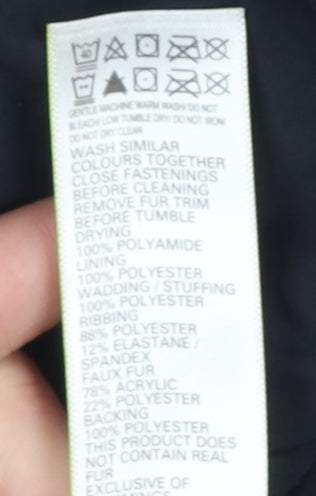 40
GENTLE MACHINE WARM WASH/ DO NOT
BLEACH/ LOW TUMBLE DRY/ DO NOT IRON/
DO NOT DRY CLEAN
WASH SIMILAR
COLOURS TOGETHER
CLOSE FASTENINGS
BEFORE CLEANING
REMOVE FUR TRIM
BEFORE TUMBLE
DRYING
100% POLYAMIDE
LINING
100% POLYESTER
WADDING / STUFFING
100% POLYESTER
RIBBING
88% POLYESTER
12% ELASTANE /
SPANDEX
FAUX FUR
78% ACRYLIC
22% POLYESTER
BACKING
100% POLYESTER
THIS PRODUCT DOES
NOT CONTAIN REAL
FUR
EXCLUSIVE OF